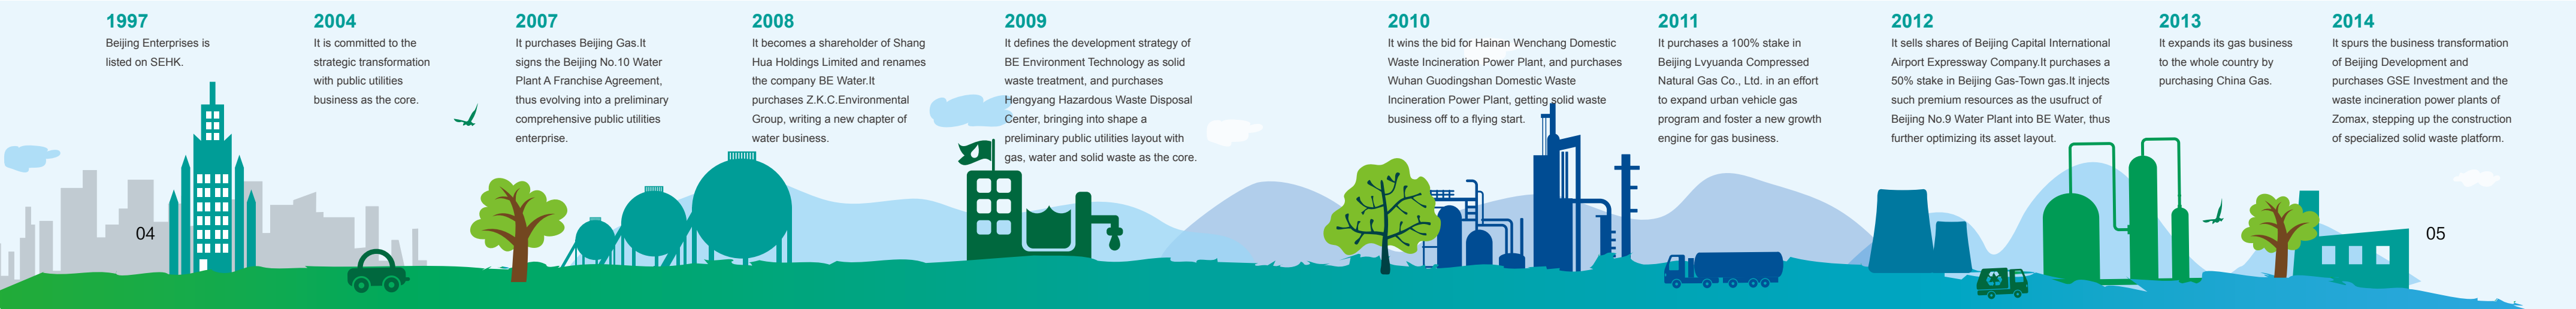 1997
Beijing Enterprises is
listed on SEHK.
2004
It is committed to the
strategic transformation
with public utilities
business as the core.
2007
It purchases Beijing Gas.It
signs the Beijing No.10 Water
Plant A Franchise Agreement,
thus evolving into a preliminary
comprehensive public utilities
enterprise.
2008
It becomes a shareholder of Shang
Hua Holdings Limited and renames
the company BE Water.It
purchases Z.K.C.Environmental
Group, writing a new chapter of
water business.
2009
It defines the development strategy of
BE Environment Technology as solid
waste treatment, and purchases
Hengyang Hazardous Waste Disposal
Center, bringing into shape a
preliminary public utilities layout with
gas, water and solid waste as the core.
2010
It wins the bid for Hainan Wenchang Domestic
Waste Incineration Power Plant, and purchases
Wuhan Guodingshan Domestic Waste
Incineration Power Plant, getting solid waste
business off to a flying start.
2011
It purchases a 100% stake in
Beijing Lvyuanda Compressed
Natural Gas Co., Ltd. in an effort
to expand urban vehicle gas
program and foster a new growth
engine for gas business.
2012
It sells shares of Beijing Capital International
Airport Expressway Company.It purchases a
50% stake in Beijing Gas-Town gas.It injects
such premium resources as the usufruct of
Beijing No.9 Water Plant into BE Water, thus
further optimizing its asset layout.
2013
It expands its gas business
to the whole country by
purchasing China Gas.
2014
It spurs the business transformation
of Beijing Development and
purchases GSE Investment and the
waste incineration power plants of
Zomax, stepping up the construction
of specialized solid waste platform.
04
05